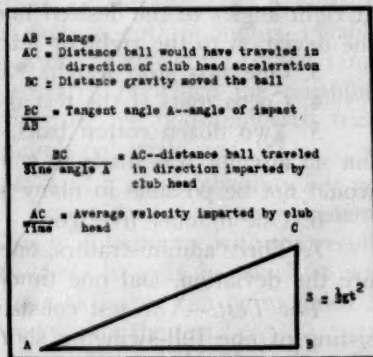 AB = Range
AC = Distance ball would have traveled in
direction of club head acceleration
BC = Distance gravity moved the ball
BC = Tangent angle A--angle of impact
AB
BC = AC--distance ball traveled
Sine angle A in direction imparted by
club head
AC = Average velocity imparted by club
Time head
C
S = ½gt²
A
B